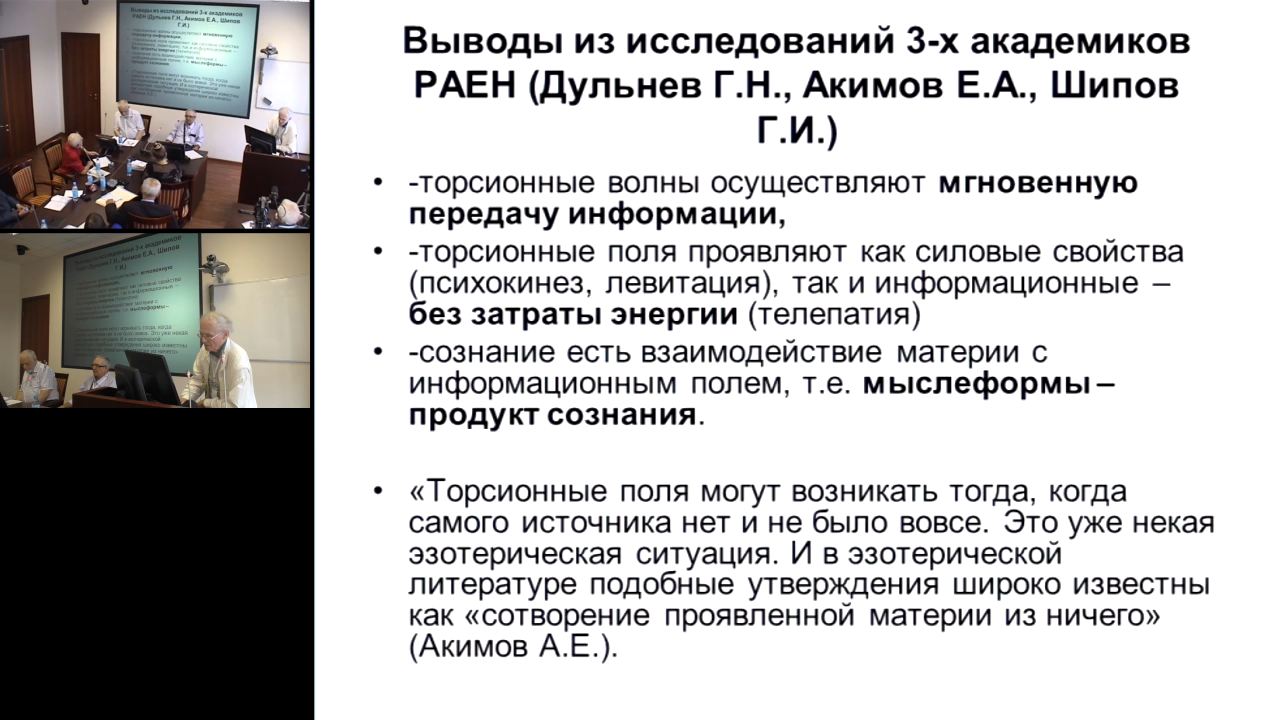 Выводы из исследований 3-х академиков
РАЕН (Дульнев Г.Н., Акимов Е.А., Шипов
Г.И.)
• -торсионные волны осуществляют мгновенную
передачу информации,
• -торсионные поля проявляют как силовые свойства
(психокинез, левитация), так и информационные –
без затраты энергии (телепатия)
• -сознание есть взаимодействие материи с
информационным полем, т.е. мыслеформы –
продукт сознания.
• «Торсионные поля могут возникать тогда, когда
самого источника нет и не было вовсе. Это уже некая
эзотерическая ситуация. И в эзотерической
литературе подобные утверждения широко известны
как «сотворение проявленной материи из ничего»
(Акимов А.Е.).